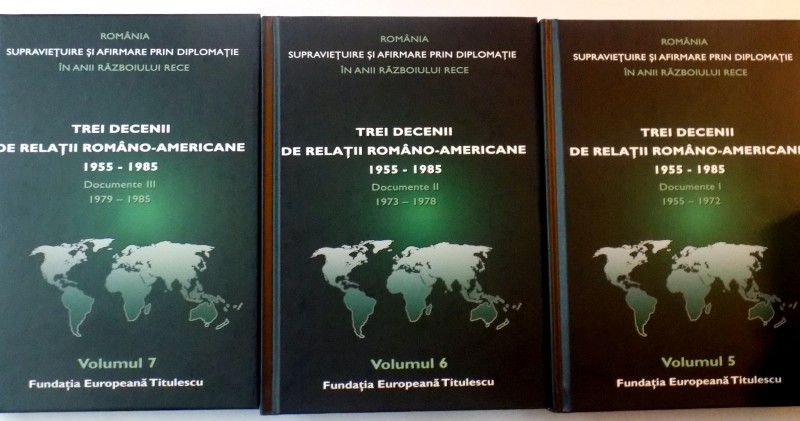 ROMÂNIA
SUPRAVIEȚUIRE ȘI AFIRMARE PRIN DIPLOMAȚIE
ÎN ANII RĂZBOIULUI RECE
TREI DECENII
DE RELAȚII ROMÂNO-AMERICANE
1955 - 1985
Documente III
1979 – 1985
Volumul 7
Fundația Europeană Titulescu
ROMÂNIA
SUPRAVIEȚUIRE ȘI AFIRMARE PRIN DIPLOMAȚIE
ÎN ANII RĂZBOIULUI RECE
TREI DECENII
DE RELAȚII ROMÂNO-AMERICANE
1955 - 1985
Documente II
1973 – 1978
Volumul 6
Fundația Europeană Titulescu
ROMÂNIA
SUPRAVIEȚUIRE ȘI AFIRMARE PRIN DIPLOMAȚIE
ÎN ANII RĂZBOIULUI RECE
TREI DECENII
DE RELAȚII ROMÂNO-AMERICANE
1955 - 1985
Documente I
1955 – 1972
Volumul 5
Fundația Europeană Titulescu